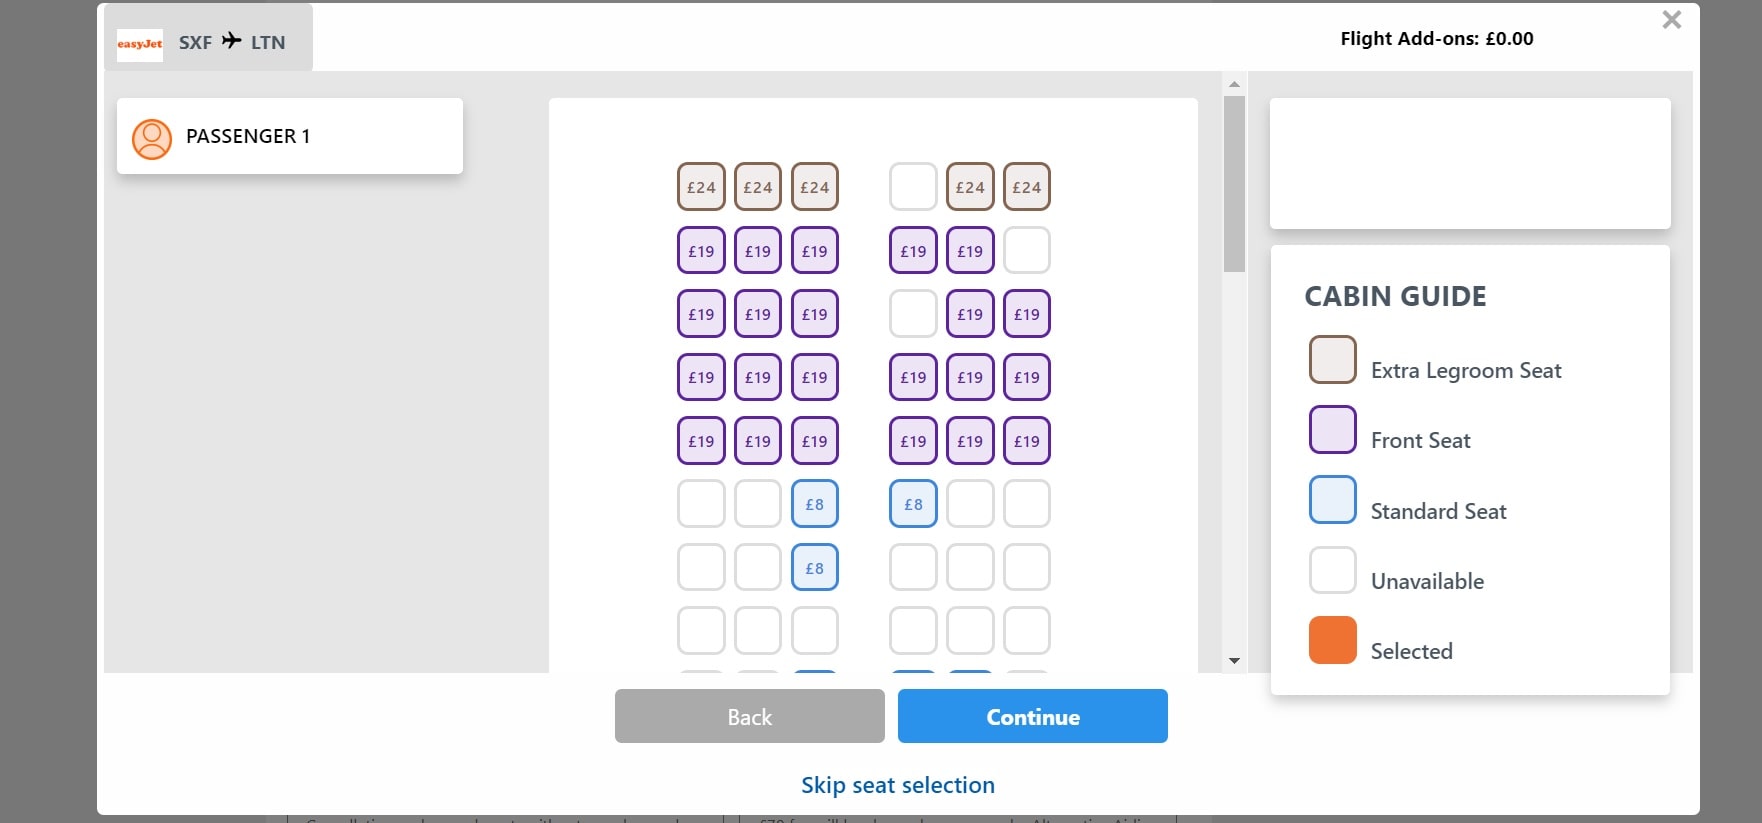 easyJet SXF LTN
Flight Add-ons: £0.00
PASSENGER 1
£24 £24 £24 £24 £24
£19 £19 £19 £19 £19
£19 £19 £19 £19 £19
£19 £19 £19 £19 £19 £19
£19 £19 £19 £19 £19 £19
£8 £8
£8
CABIN GUIDE
Extra Legroom Seat
Front Seat
Standard Seat
Unavailable
Selected
Back
Continue
Skip seat selection